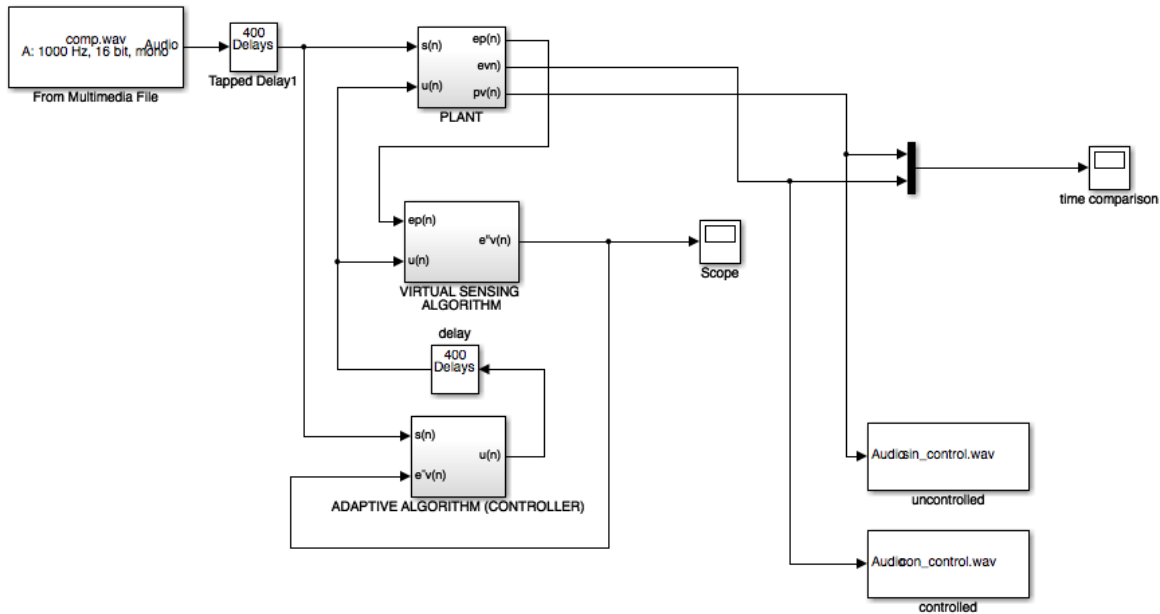 comp.wav
A: 1000 Hz, 16 bit, mono
Audio
From Multimedia File
400
Delays
Tapped Delay1
s(n)
u(n)
ep(n)
evn)
pv(n)
PLANT
time comparison
ep(n)
u(n)
e"v(n)
VIRTUAL SENSING
ALGORITHM
Scope
delay
400
Delays
s(n)
e"v(n)
u(n)
ADAPTIVE ALGORITHM (CONTROLLER)
Audio
sin_control.wav
uncontrolled
Audio
con_control.wav
controlled